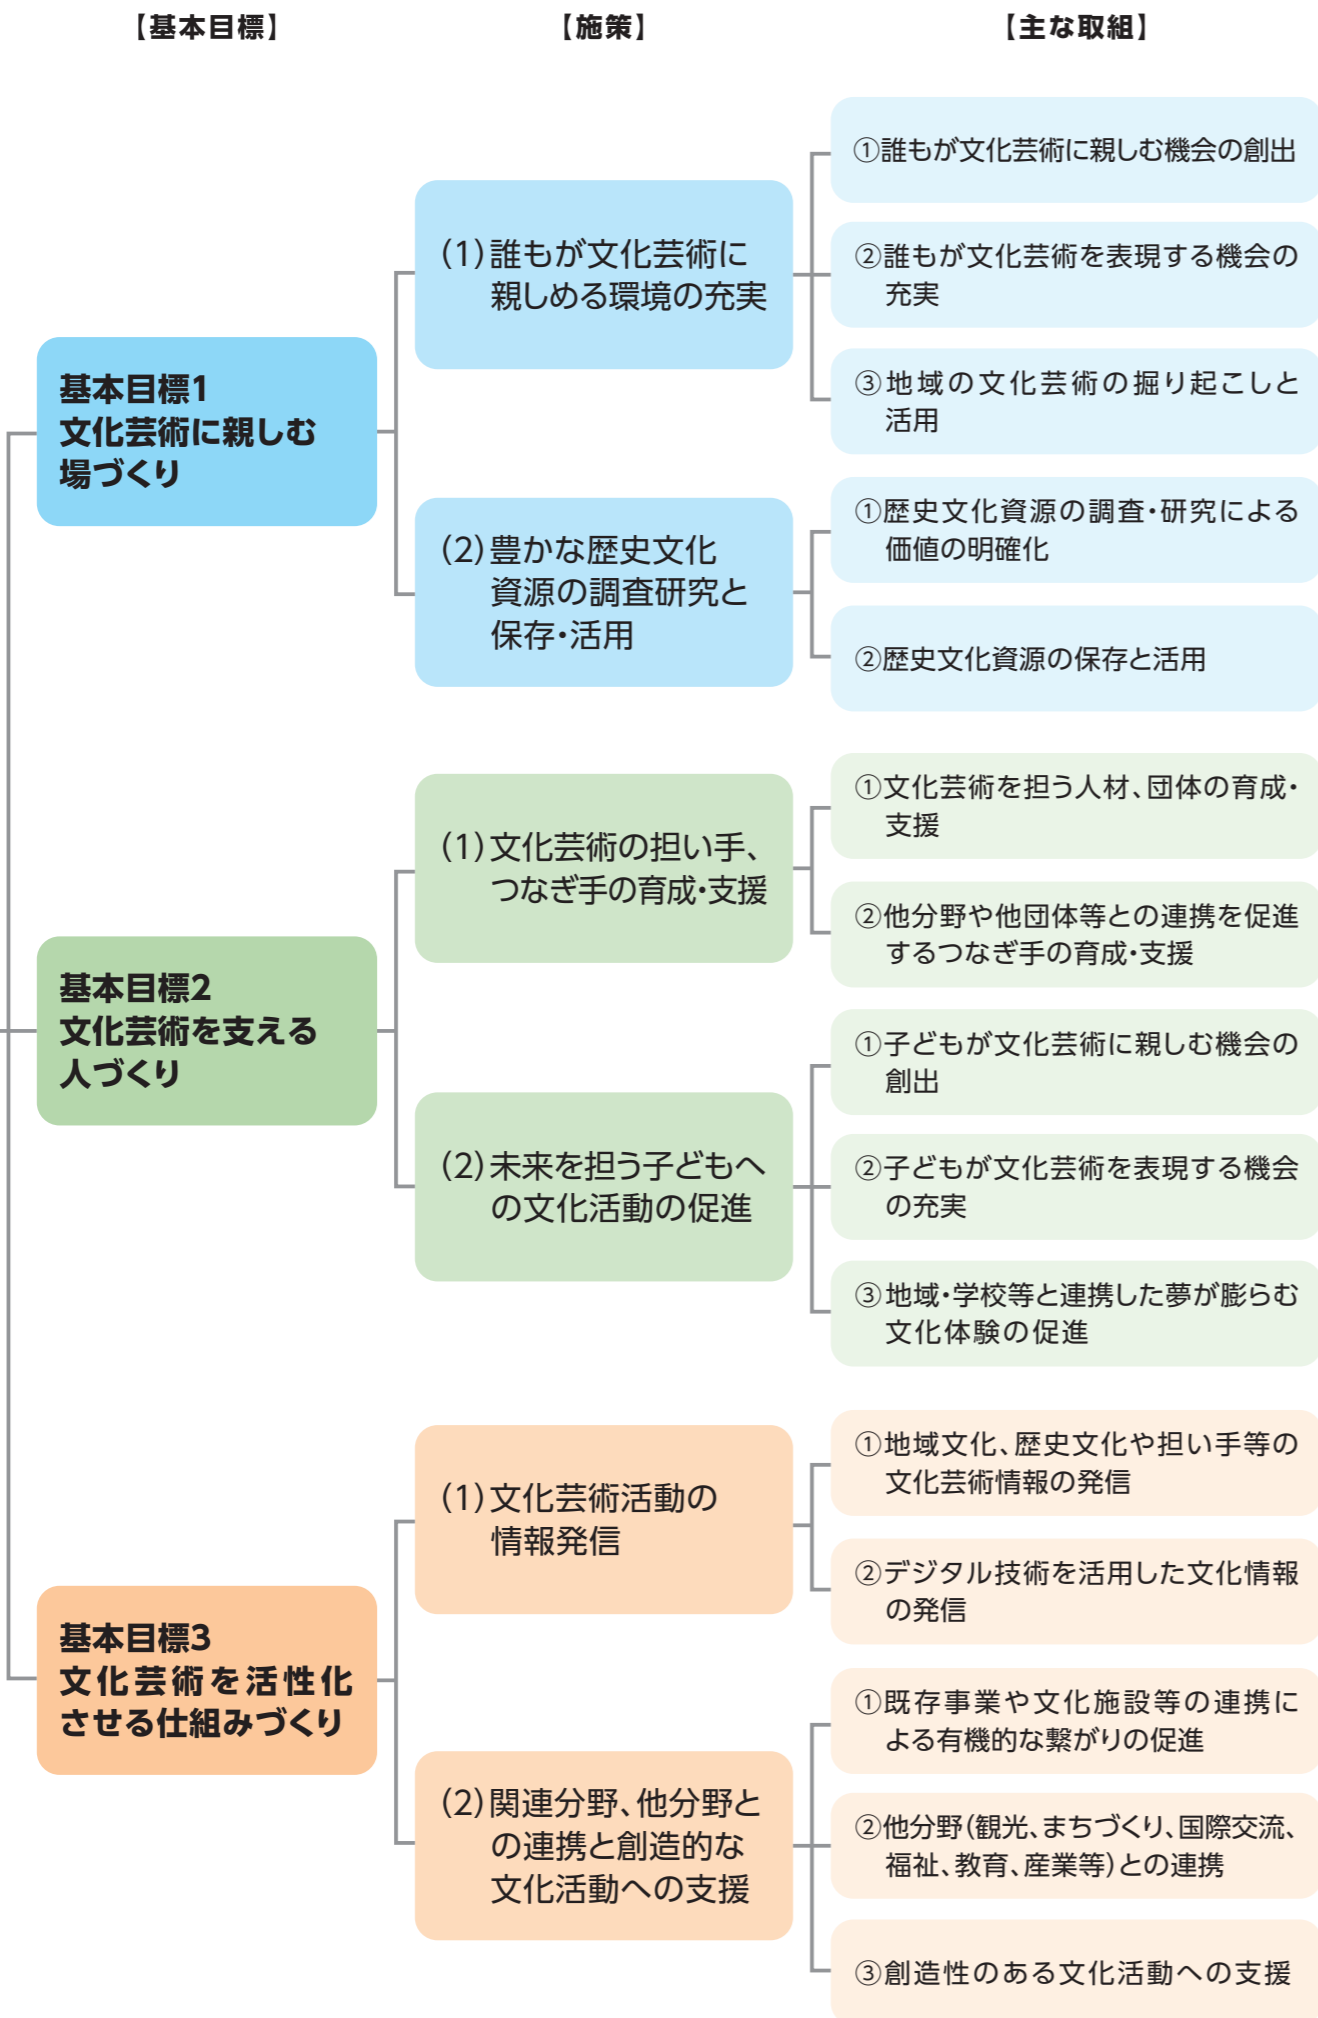 【基本目標】
【施策】
【主な取組】
基本目標1
文化芸術に親しむ
場づくり
(1)誰もが文化芸術に
親しめる環境の充実
①誰もが文化芸術に親しむ機会の創出
②誰もが文化芸術を表現する機会の
充実
③地域の文化芸術の掘り起こしと
活用
(2)豊かな歴史文化
資源の調査研究と
保存・活用
①歴史文化資源の調査・研究による
価値の明確化
②歴史文化資源の保存と活用
基本目標2
文化芸術を支える
人づくり
(1)文化芸術の担い手、
つなぎ手の育成・支援
①文化芸術を担う人材、団体の育成・
支援
②他分野や他団体等との連携を促進
するつなぎ手の育成・支援
(2)未来を担う子どもへ
の文化活動の促進
①子どもが文化芸術に親しむ機会の
創出
②子どもが文化芸術を表現する機会
の充実
③地域・学校等と連携した夢が膨らむ
文化体験の促進
基本目標3
文化芸術を活性化
させる仕組みづくり
(1)文化芸術活動の
情報発信
①地域文化、歴史文化や担い手等の
文化芸術情報の発信
②デジタル技術を活用した文化情報
の発信
(2)関連分野、他分野と
の連携と創造的な
文化活動への支援
①既存事業や文化施設等の連携に
よる有機的な繋がりの促進
②他分野(観光、まちづくり、国際交流、
福祉、教育、産業等)との連携
③創造性のある文化活動への支援